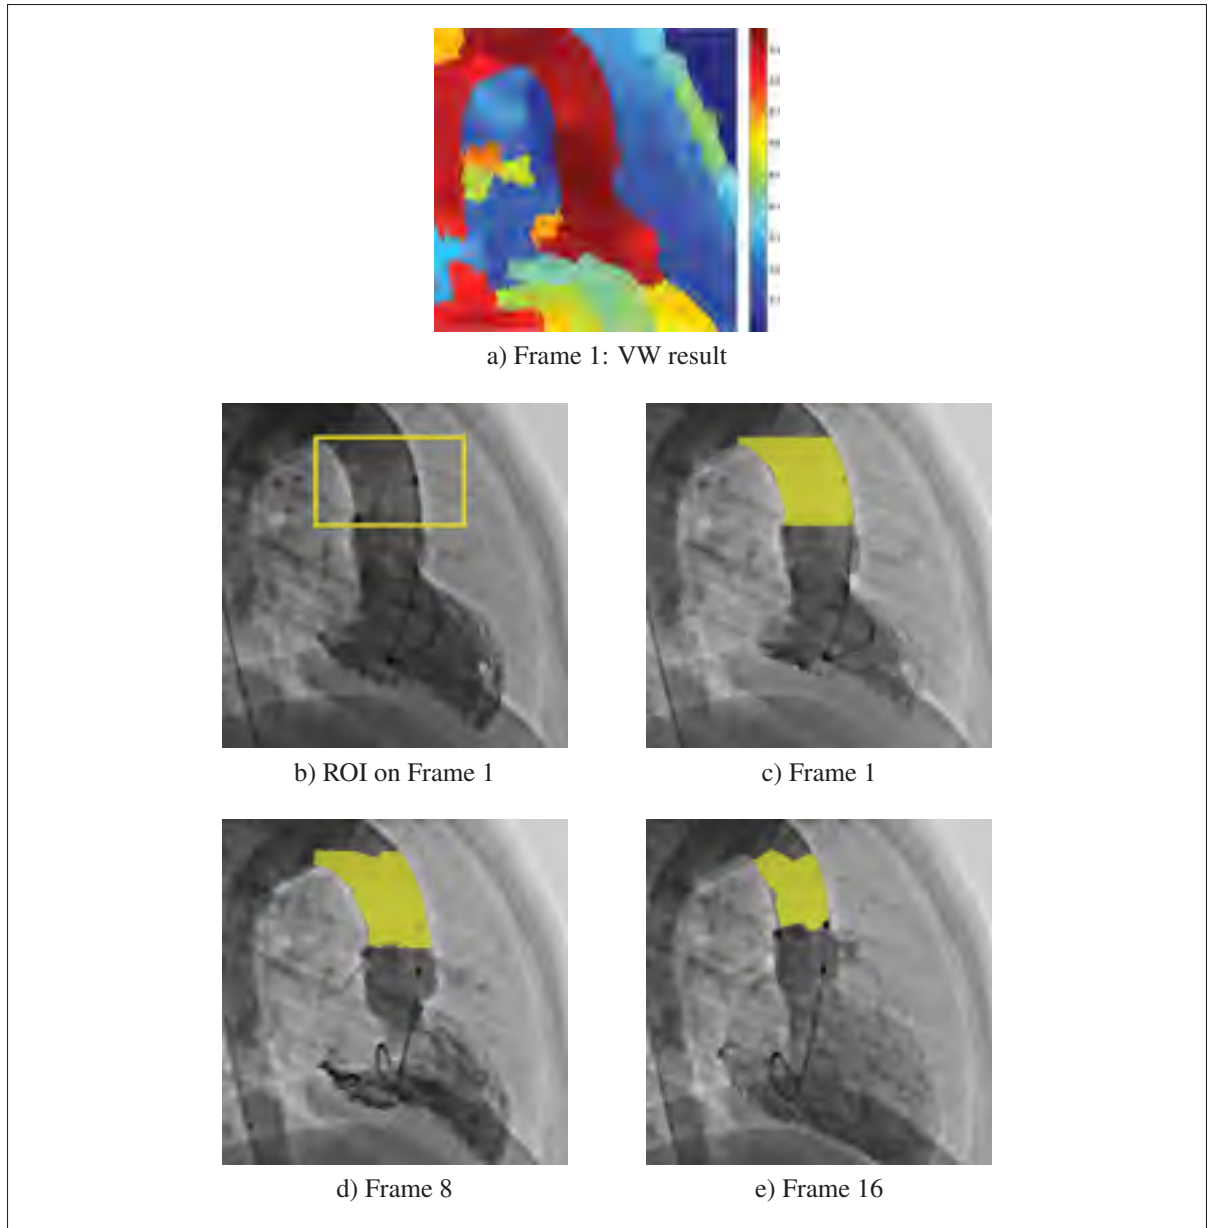 a) Frame 1: VW result
b) ROI on Frame 1
c) Frame 1
d) Frame 8
e) Frame 16